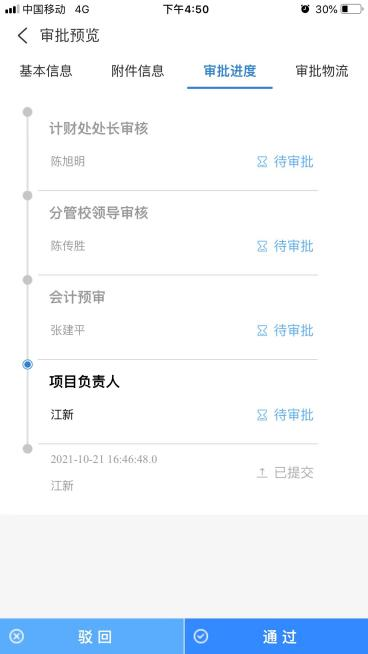 中国移动 4G 下午4:50 30%
审批预览
基本信息 附件信息 审批进度 审批物流
计财处处长审核
陈旭明 待审批
分管校领导审核
陈传胜 待审批
会计预审
张建平 待审批
项目负责人
江新 待审批
2021-10-21 16:46:48.0
已提交
江新
驳回 通过